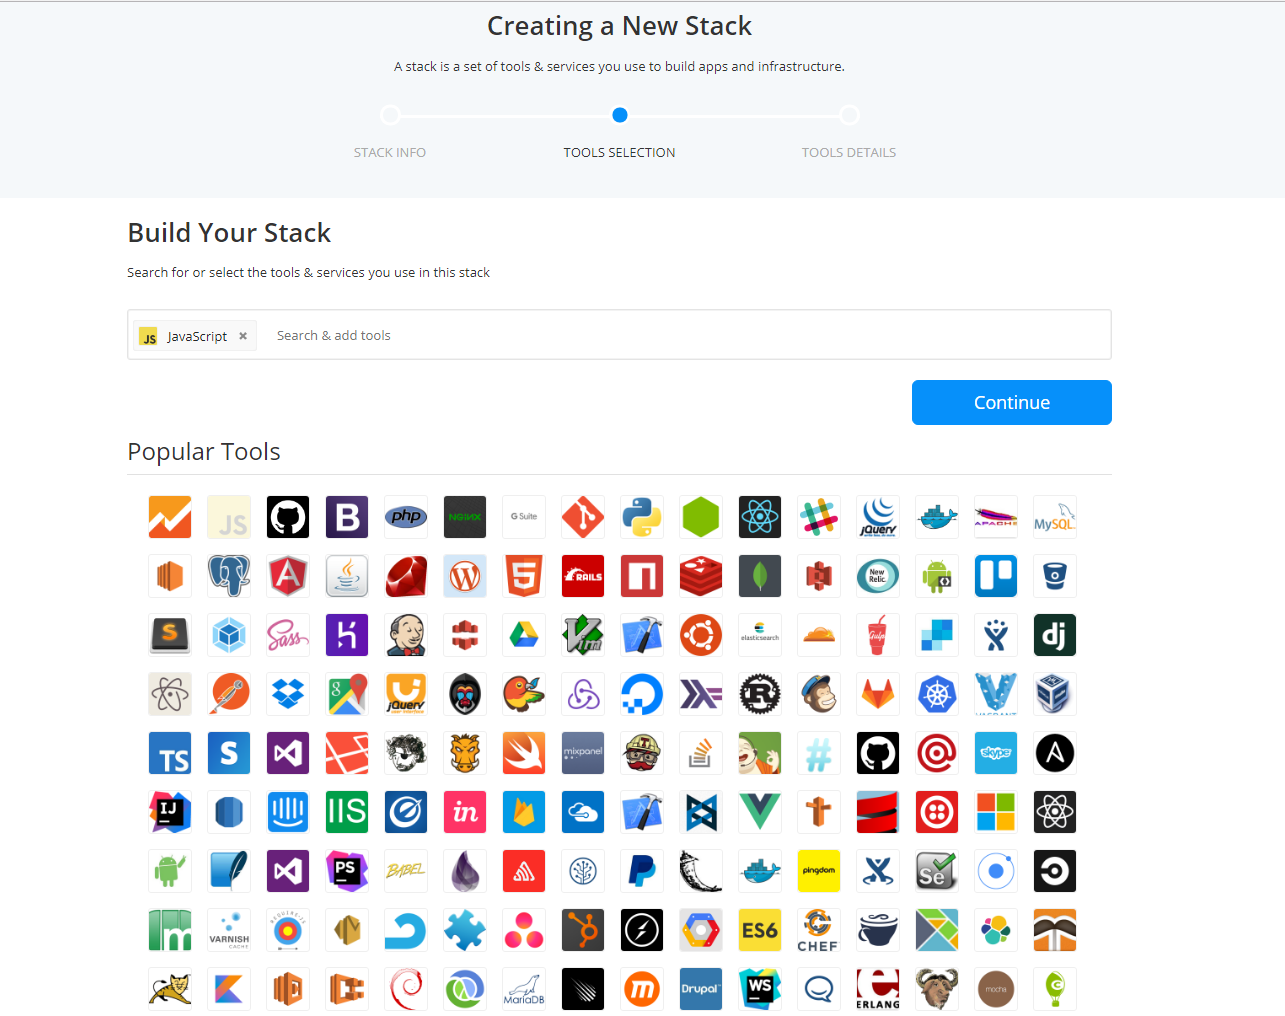 Creating a New Stack
A stack is a set of tools & services you use to build apps and infrastructure.
STACK INFO
TOOLS SELECTION
TOOLS DETAILS
Build Your Stack
Search for or select the tools & services you use in this stack
JS JavaScript × Search & add tools
Continue
Popular Tools
JS
B
php
NGINX
G Suite
jQuery
APACHE
MySQL
RAILS
New Relic.
S
Sass
Vim
elasticsearch
Gulp
dj
jQuery
VAGRANT
TS
S
mixpanel
#
skype
A
IJ
IIS
in
PS
BABEL
pingdom
Se
m
VARNISH
CACHE
REQUIREJS
ES6
CHEF
MariaDB
m
Drupal
WS
ERLANG
mocha